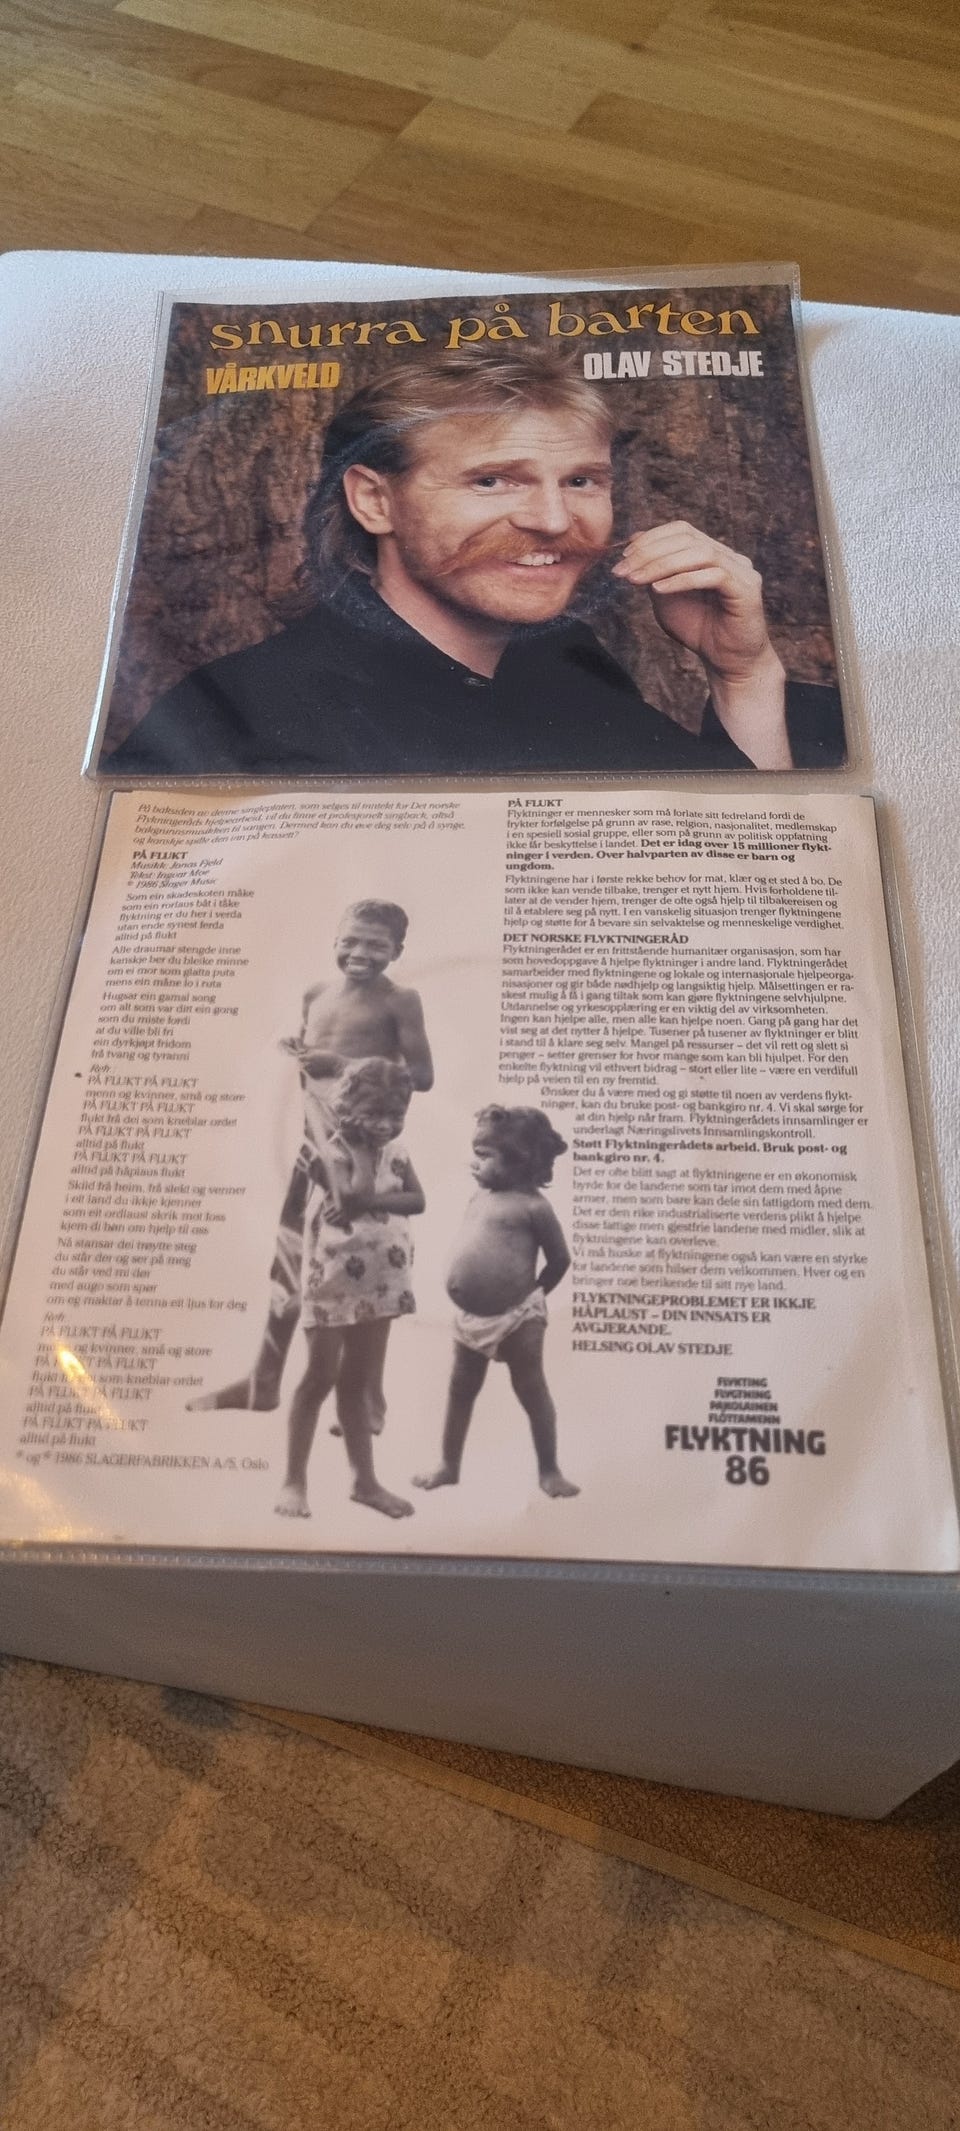 snurra på barten
VÅRKVELD
OLAV STEDJE
På baksiden av denne singleplaten, som selges til inntekt for Det norske
Flyktningeråds hjelpearbeid, vil du finne et profesjonelt singback, altså
bakgrunnsmusikken til sangen. Dermed kan du øve deg selv på å synge,
og kanskje spille den inn på kassett?
PÅ FLUKT
Musikk: Jonas Fjeld
Tekst: Ingvar Moe
1986 Slager Music
Som ein skadeskoten måke
som ein rorlaus båt i tåke
flyktning er du her i verda
utan ende synest ferda
alltid på flukt
Alle draumar stengde inne
kanskje ber du bleike minne
om ei mor som glatta puta
mens ein måne lo i ruta
Hugsar ein gamal song
om alt som var ditt ein gong
som du miste fordi
at du ville bli fri
ein dyrkjøpt fridom
frå tvang og tyranni
Refr:
PÅ FLUKT PÅ FLUKT
menn og kvinner, små og store
PÅ FLUKT PÅ FLUKT
flukt frå dei som kneblar ordet
PÅ FLUKT PÅ FLUKT
alltid på flukt
PÅ FLUKT PÅ FLUKT
alltid på håplaus flukt
Skild frå heim, frå slekt og venner
i eit land du ikkje kjenner
som eit ordlaust skrik mot oss
kjem di bøn om hjelp til oss
Nå stansar dei trøytte steg
du står der og ser på meg
du står ved mi dør
med augo som spør
om eg maktar å tenna eit ljus for deg
Refr:
PÅ FLUKT PÅ FLUKT
menn og kvinner, små og store
PÅ FLUKT PÅ FLUKT
flukt frå dei som kneblar ordet
PÅ FLUKT PÅ FLUKT
alltid på flukt
PÅ FLUKT PÅ FLUKT
alltid på flukt
og 1986 SLAGERFABRIKKEN A/S, Oslo
PÅ FLUKT
Flyktninger er mennesker som må forlate sitt fedreland fordi de
frykter forfølgelse på grunn av rase, religion, nasjonalitet, medlemskap
i en spesiell sosial gruppe, eller som på grunn av politisk oppfatning
ikke får beskyttelse i landet. Det er idag over 15 millioner flykt-
ninger i verden. Over halvparten av disse er barn og
ungdom.
Flyktningene har i første rekke behov for mat, klær og et sted å bo. De
som ikke kan vende tilbake, trenger et nytt hjem. Hvis forholdene til-
later at de vender hjem, trenger de ofte også hjelp til tilbakereisen og
til å etablere seg på nytt. I en vanskelig situasjon trenger flyktningene
hjelp og støtte for å bevare sin selvaktelse og menneskelige verdighet.
DET NORSKE FLYKTNINGERÅD
Flyktningerådet er en frittstående humanitær organisasjon, som har
som hovedoppgave å hjelpe flyktninger i andre land. Flyktningerådet
samarbeider med flyktningene og lokale og internasjonale hjelpeorga-
nisasjoner og gir både nødhjelp og langsiktig hjelp. Målsettingen er ra-
skest mulig å få i gang tiltak som kan gjøre flyktningene selvhjulpne.
Utdannelse og yrkesopplæring er en viktig del av virksomheten.
Ingen kan hjelpe alle, men alle kan hjelpe noen. Gang på gang har det
vist seg at det nytter å hjelpe. Tusener på tusener av flyktninger er blitt
i stand til å klare seg selv. Mangel på ressurser – det vil rett og slett si
penger – setter grenser for hvor mange som kan bli hjulpet. For den
enkelte flyktning vil ethvert bidrag – stort eller lite – være en verdifull
hjelp på veien til en ny fremtid.
Ønsker du å være med og gi støtte til noen av verdens flykt-
ninger, kan du bruke post- og bankgiro nr. 4. Vi skal sørge for
at din hjelp når fram. Flyktningerådets innsamlinger er
underlagt Næringslivets Innsamlingskontroll.
Støtt Flyktningerådets arbeid. Bruk post- og
bankgiro nr. 4.
Det er ofte blitt sagt at flyktningene er en økonomisk
byrde for de landene som tar imot dem med åpne
armer, men som bare kan dele sin fattigdom med dem.
Det er den rike industrialiserte verdens plikt å hjelpe
disse fattige men gjestfrie landene med midler, slik at
flyktningene kan overleve.
Vi må huske at flyktningene også kan være en styrke
for landene som hilser dem velkommen. Hver og en
bringer noe berikende til sitt nye land.
FLYKTNINGEPROBLEMET ER IKKJE
HÅPLAUST – DIN INNSATS ER
AVGJERANDE.
HELSING OLAV STEDJE
FLYKTING
FLYGTNING
PAKOLAINEN
FLÓTTAMENN
FLYKTNING
86